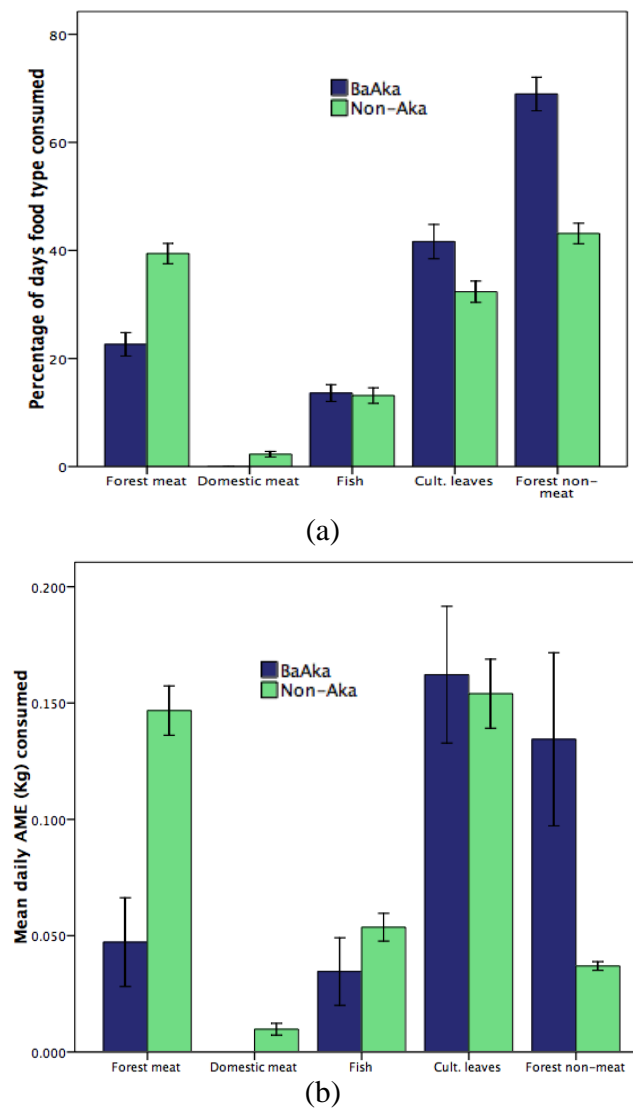 Percentage of days food type consumed
80
60
40
20
0
BaAka
Non-Aka
Forest meat
Domestic meat
Fish
Cult. leaves
Forest non-
meat
(a)
Mean daily AME (Kg) consumed
0.200
0.150
0.100
0.050
0.000
BaAka
Non-Aka
Forest meat
Domestic meat
Fish
Cult. leaves
Forest non-meat
(b)